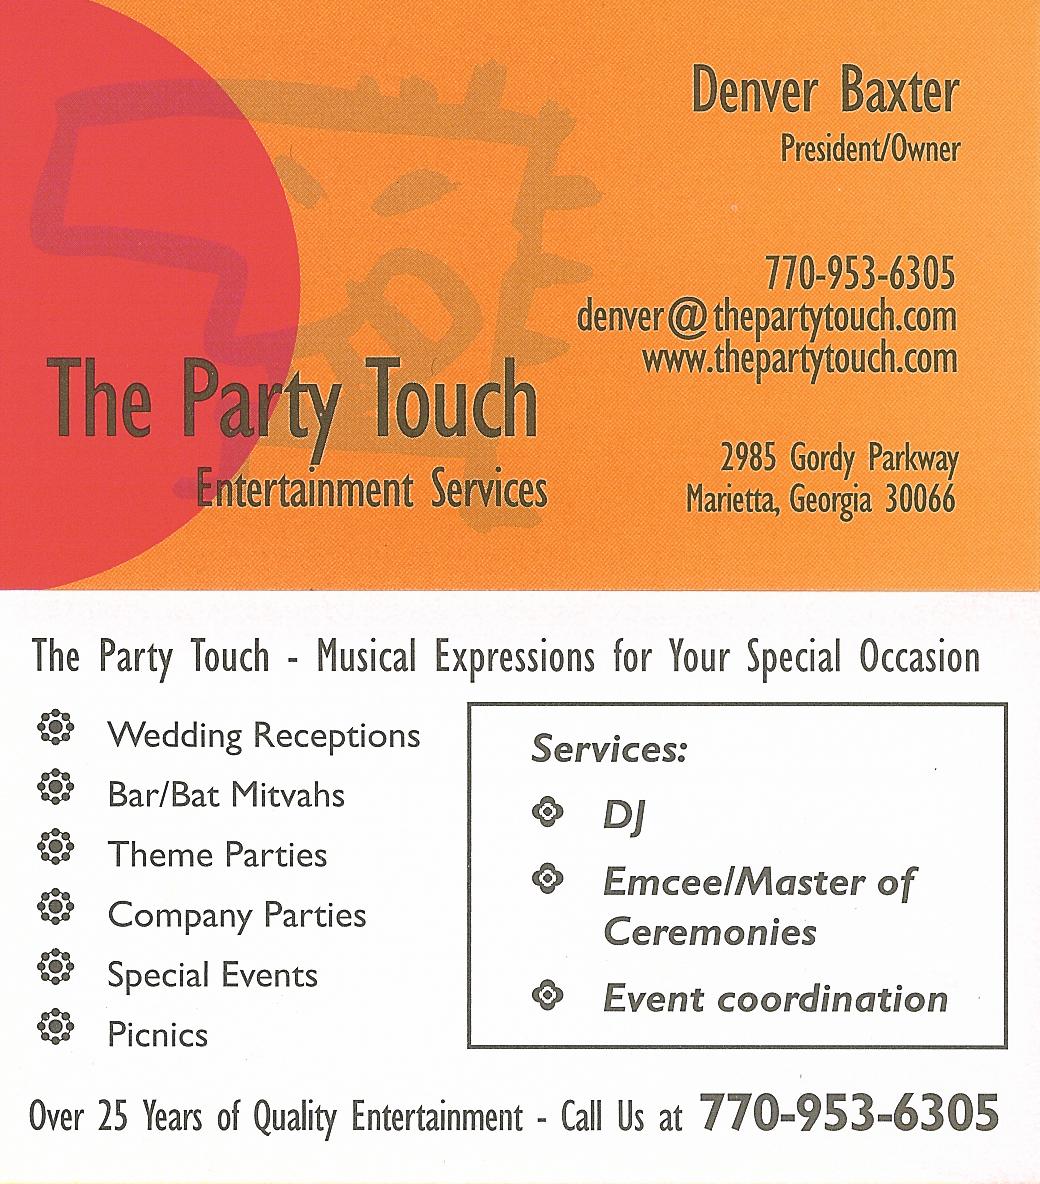 Denver Baxter
President/Owner
770-953-6305
denver@thepartytouch.com
www.thepartytouch.com
The Party Touch
Entertainment Services
2985 Gordy Parkway
Marietta, Georgia 30066
The Party Touch - Musical Expressions for Your Special Occasion
Wedding Receptions
Bar/Bat Mitvahs
Theme Parties
Company Parties
Special Events
Picnics
Services:
DJ
Emcee/Master of
Ceremonies
Event coordination
Over 25 Years of Quality Entertainment - Call Us at 770-953-6305